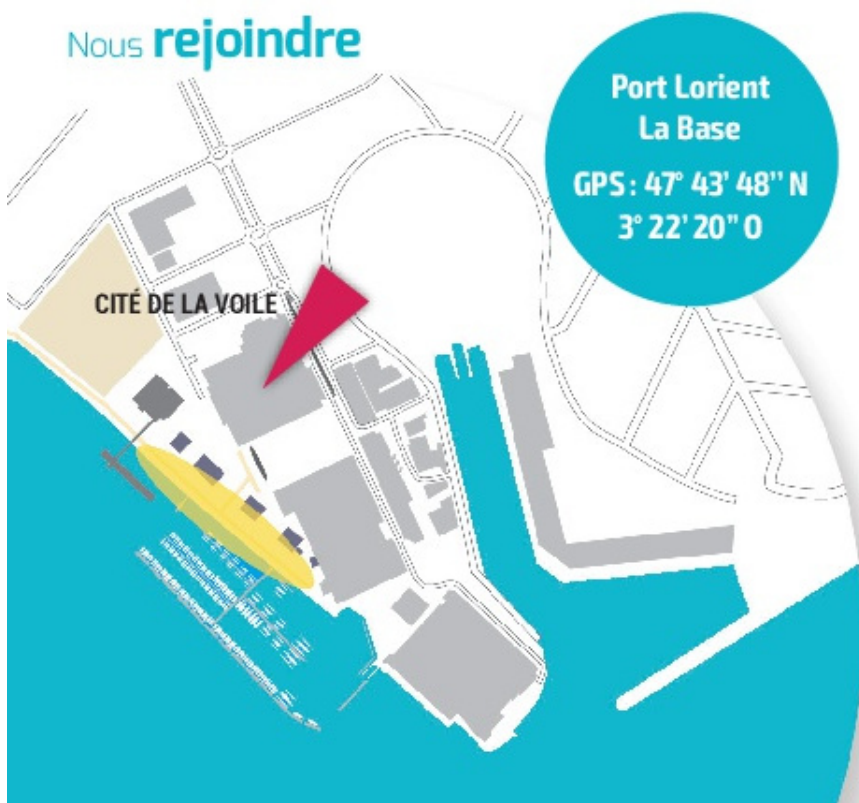 Nous rejoindre
Port Lorient
La Base
GPS : 47° 43' 48'' N
3° 22' 20" O
CITÉ DE LA VOILE